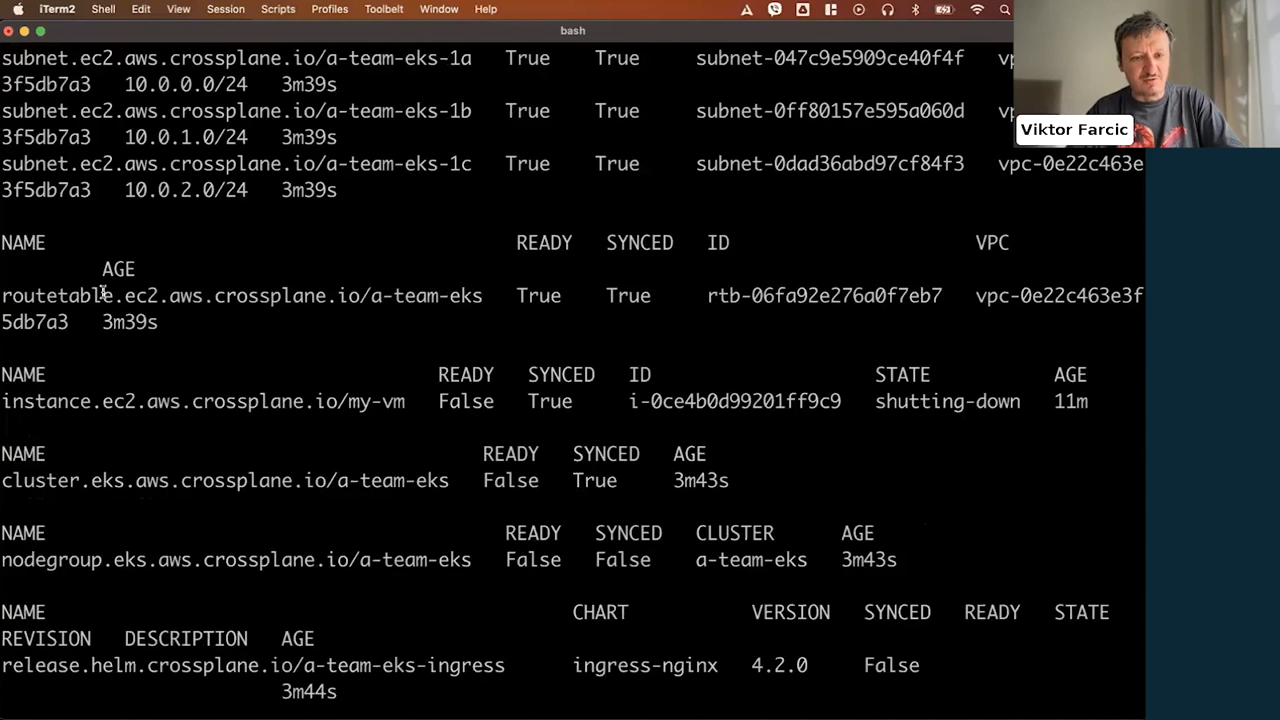 iTerm2 Shell Edit View Session Scripts Profiles Toolbelt Window Help
bash
subnet.ec2.aws.crossplane.io/a-team-eks-1a True True subnet-047c9e5909ce40f4f
3f5db7a3 10.0.0.0/24 3m39s
subnet.ec2.aws.crossplane.io/a-team-eks-1b True True subnet-0ff80157e595a060d
3f5db7a3 10.0.1.0/24 3m39s
Viktor Farcic
subnet.ec2.aws.crossplane.io/a-team-eks-1c True True subnet-0dad36abd97cf84f3 vpc-0e22c463e
3f5db7a3 10.0.2.0/24 3m39s
NAME READY SYNCED ID VPC
AGE
routetable.ec2.aws.crossplane.io/a-team-eks True True rtb-06fa92e276a0f7eb7 vpc-0e22c463e3f
5db7a3 3m39s
NAME READY SYNCED ID STATE AGE
instance.ec2.aws.crossplane.io/my-vm False True i-0ce4b0d99201ff9c9 shutting-down 11m
NAME READY SYNCED AGE
cluster.eks.aws.crossplane.io/a-team-eks False True 3m43s
NAME READY SYNCED CLUSTER AGE
nodegroup.eks.aws.crossplane.io/a-team-eks False False a-team-eks 3m43s
NAME CHART VERSION SYNCED READY STATE
REVISION DESCRIPTION AGE
release.helm.crossplane.io/a-team-eks-ingress ingress-nginx 4.2.0 False
3m44s